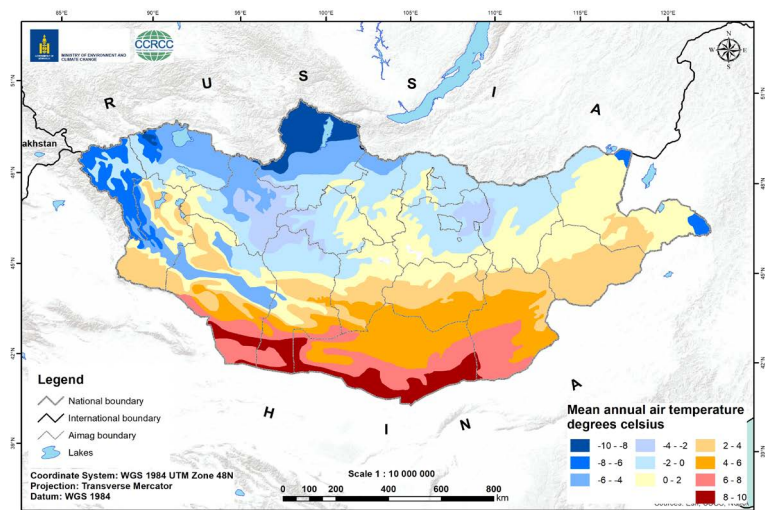 85°E 90°E 95°E 100°E 105°E 110°E 115°E 120°E
MINISTRY OF ENVIRONMENT AND
CLIMATE CHANGE
CCRCC
N
W E
S
R U S S I A
akhstan
Legend
National boundary
International boundary
Aimag boundary
Lakes
C H I N A
Coordinate System: WGS 1984 UTM Zone 48N
Projection: Transverse Mercator
Datum: WGS 1984
Scale 1 : 10 000 000
0 100 200 400 600 800
km
Mean annual air temperature
degrees celsius
-10 - -8 -4 - -2 2 - 4
-8 - -6 -2 - 0 4 - 6
-6 - -4 0 - 2 6 - 8
8 - 10